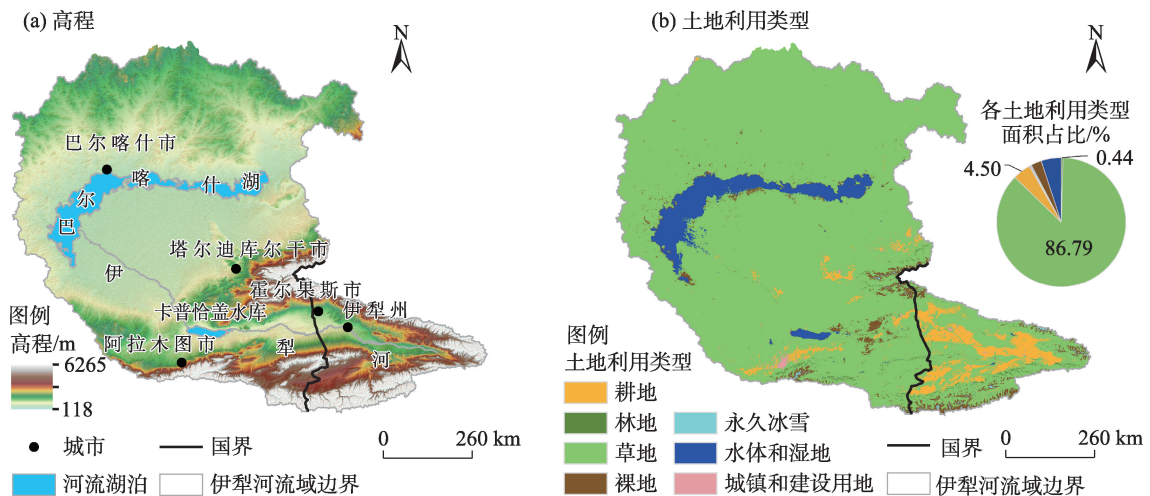 (a) 高程
N
巴尔喀什市
巴尔喀什湖
塔尔迪库尔干市
伊犁河
霍尔果斯市
卡普恰盖水库
伊犁州
阿拉木图市
图例
高程/m
6265
118
城市
国界
河流湖泊
伊犁河流域边界
0 260 km
(b) 土地利用类型
N
各土地利用类型
面积占比/%
4.50
0.44
86.79
图例
土地利用类型
耕地
林地
永久冰雪
草地
水体和湿地
国界
裸地
城镇和建设用地
伊犁河流域边界
0 260 km